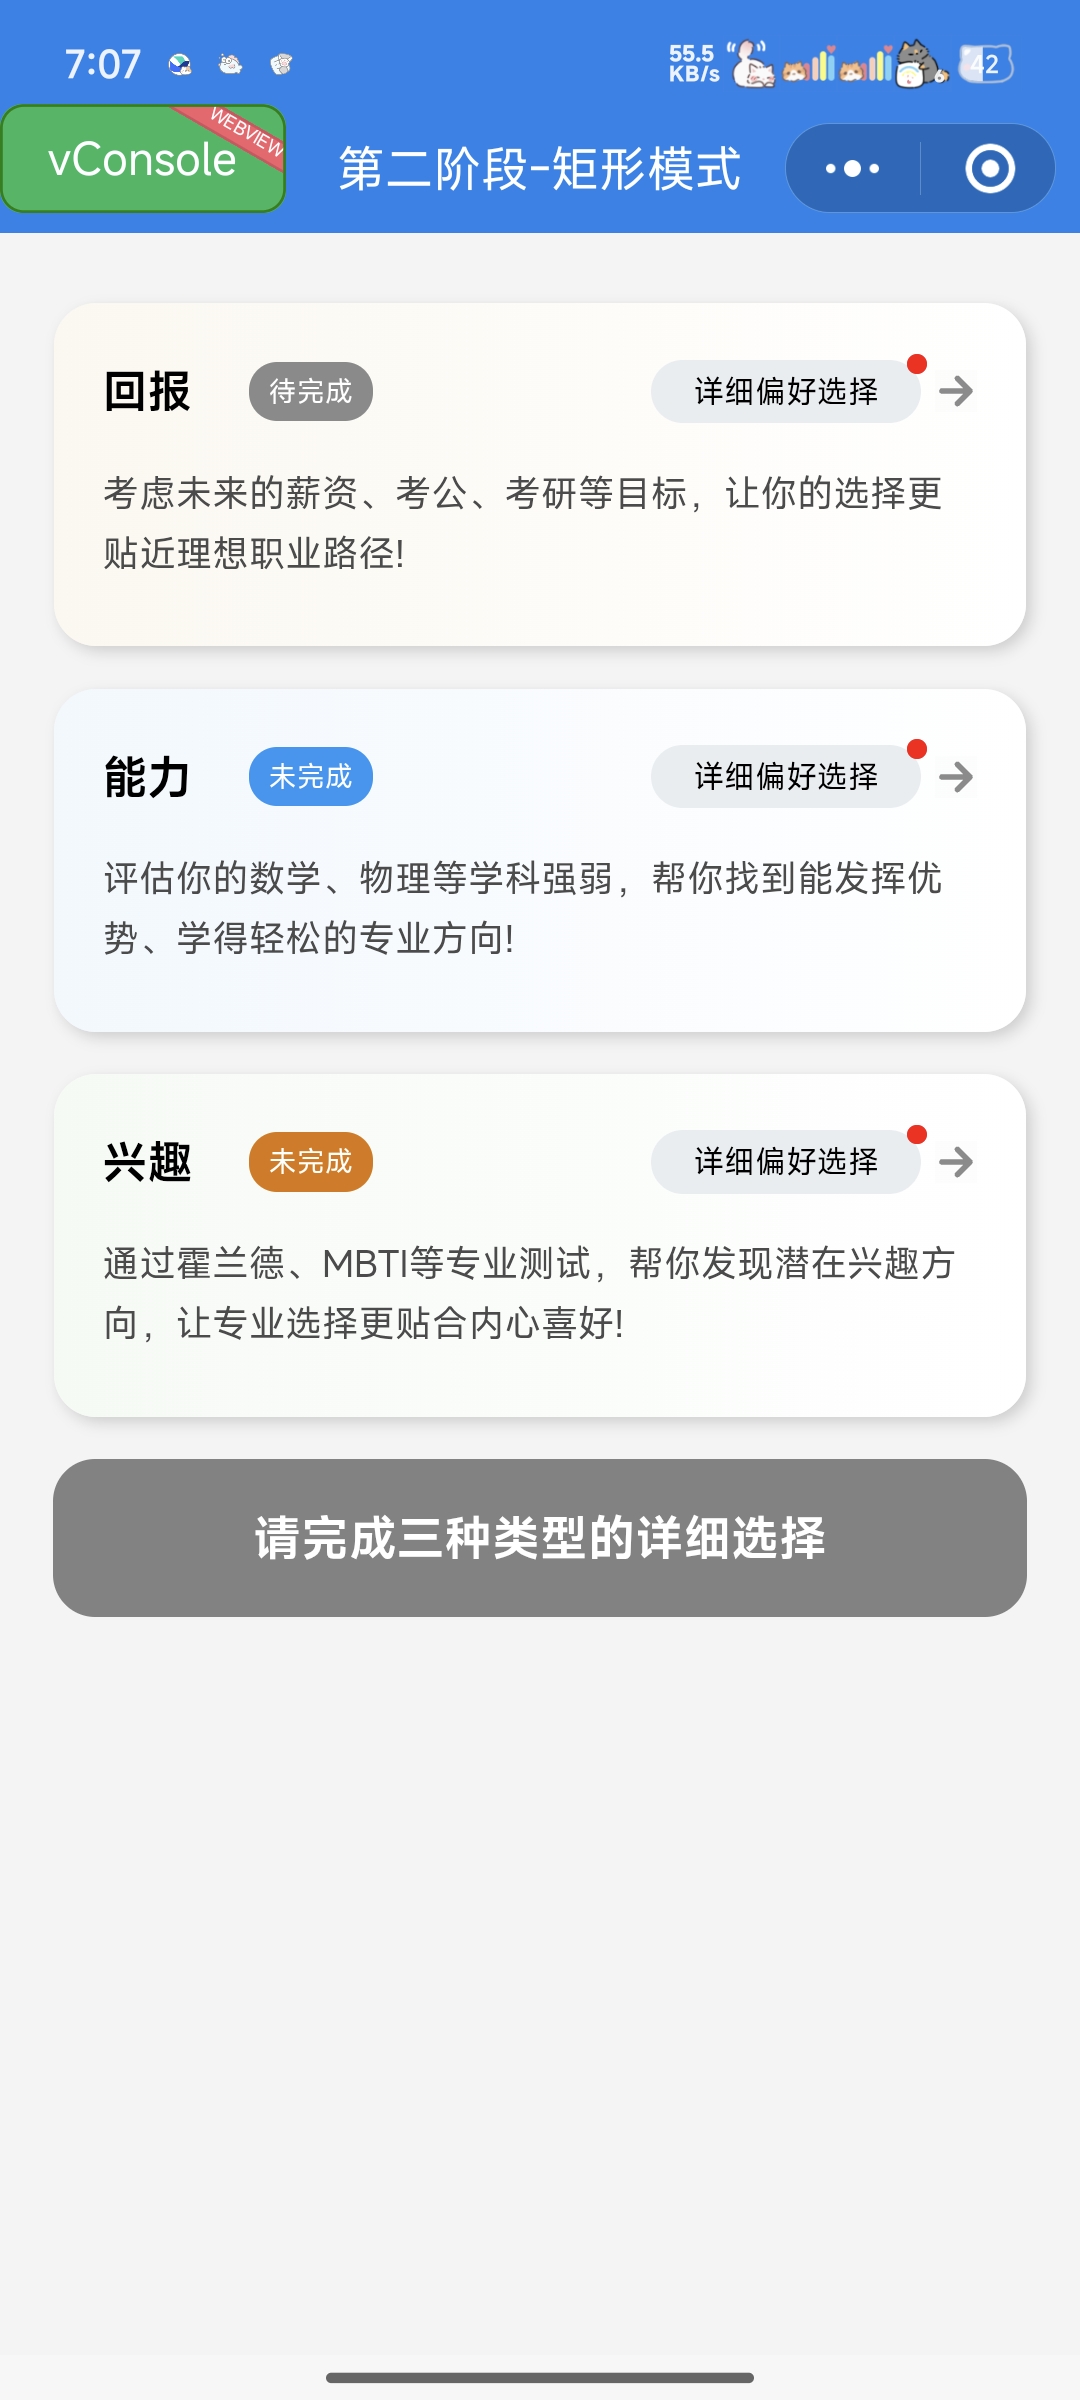 7:07
55.5
KB/s
42
vConsole
WEBVIEW
第二阶段-矩形模式
回报
待完成
详细偏好选择
考虑未来的薪资、考公、考研等目标，让你的选择更
贴近理想职业路径!
能力
未完成
详细偏好选择
评估你的数学、物理等学科强弱，帮你找到能发挥优
势、学得轻松的专业方向!
兴趣
未完成
详细偏好选择
通过霍兰德、MBTI等专业测试，帮你发现潜在兴趣方
向，让专业选择更贴合内心喜好!
请完成三种类型的详细选择